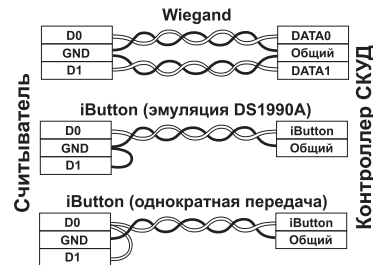 Wiegand
D0
GND
D1
DATA0
Общий
DATA1
iButton (эмуляция DS1990A)
D0
GND
D1
iButton
Общий
iButton (однократная передача)
D0
GND
D1
iButton
Общий
Считыватель
Контроллер СКУД